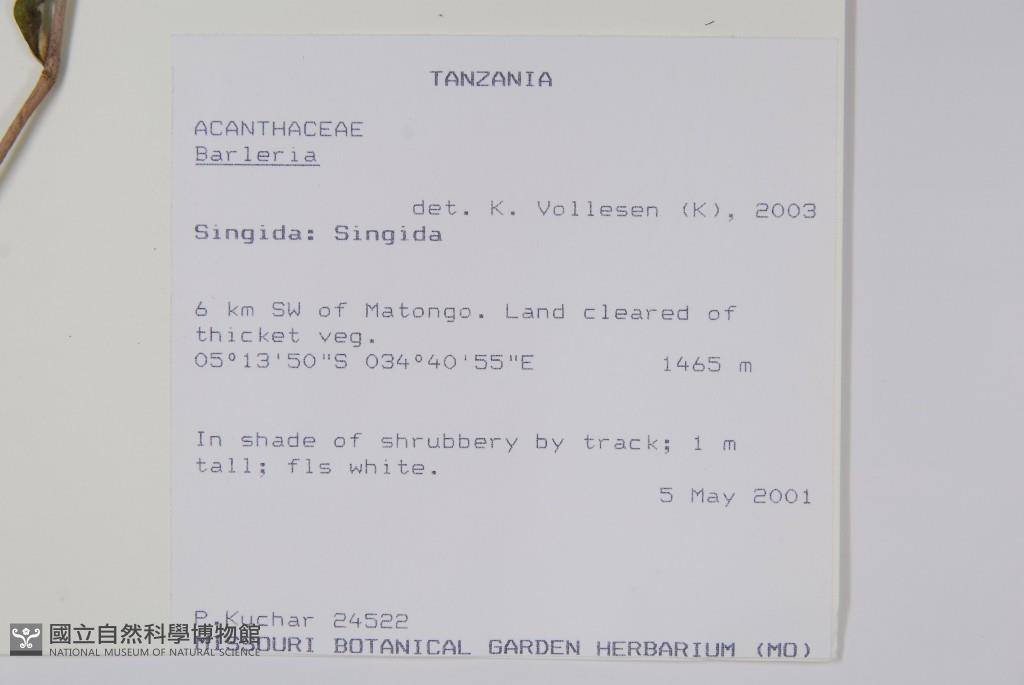 TANZANIA
ACANTHACEAE
Barleria
det. K. Vollesen (K), 2003
Singida: Singida
6 km SW of Matongo. Land cleared of
thicket veg.
05°13'50"S 034°40'55"E 1465 m
In shade of shrubbery by track; 1 m
tall; fls white.
5 May 2001
P.Kuchar 24522
MISSOURI BOTANICAL GARDEN HERBARIUM (MO)
國立自然科學博物館
NATIONAL MUSEUM OF NATURAL SCIENCE